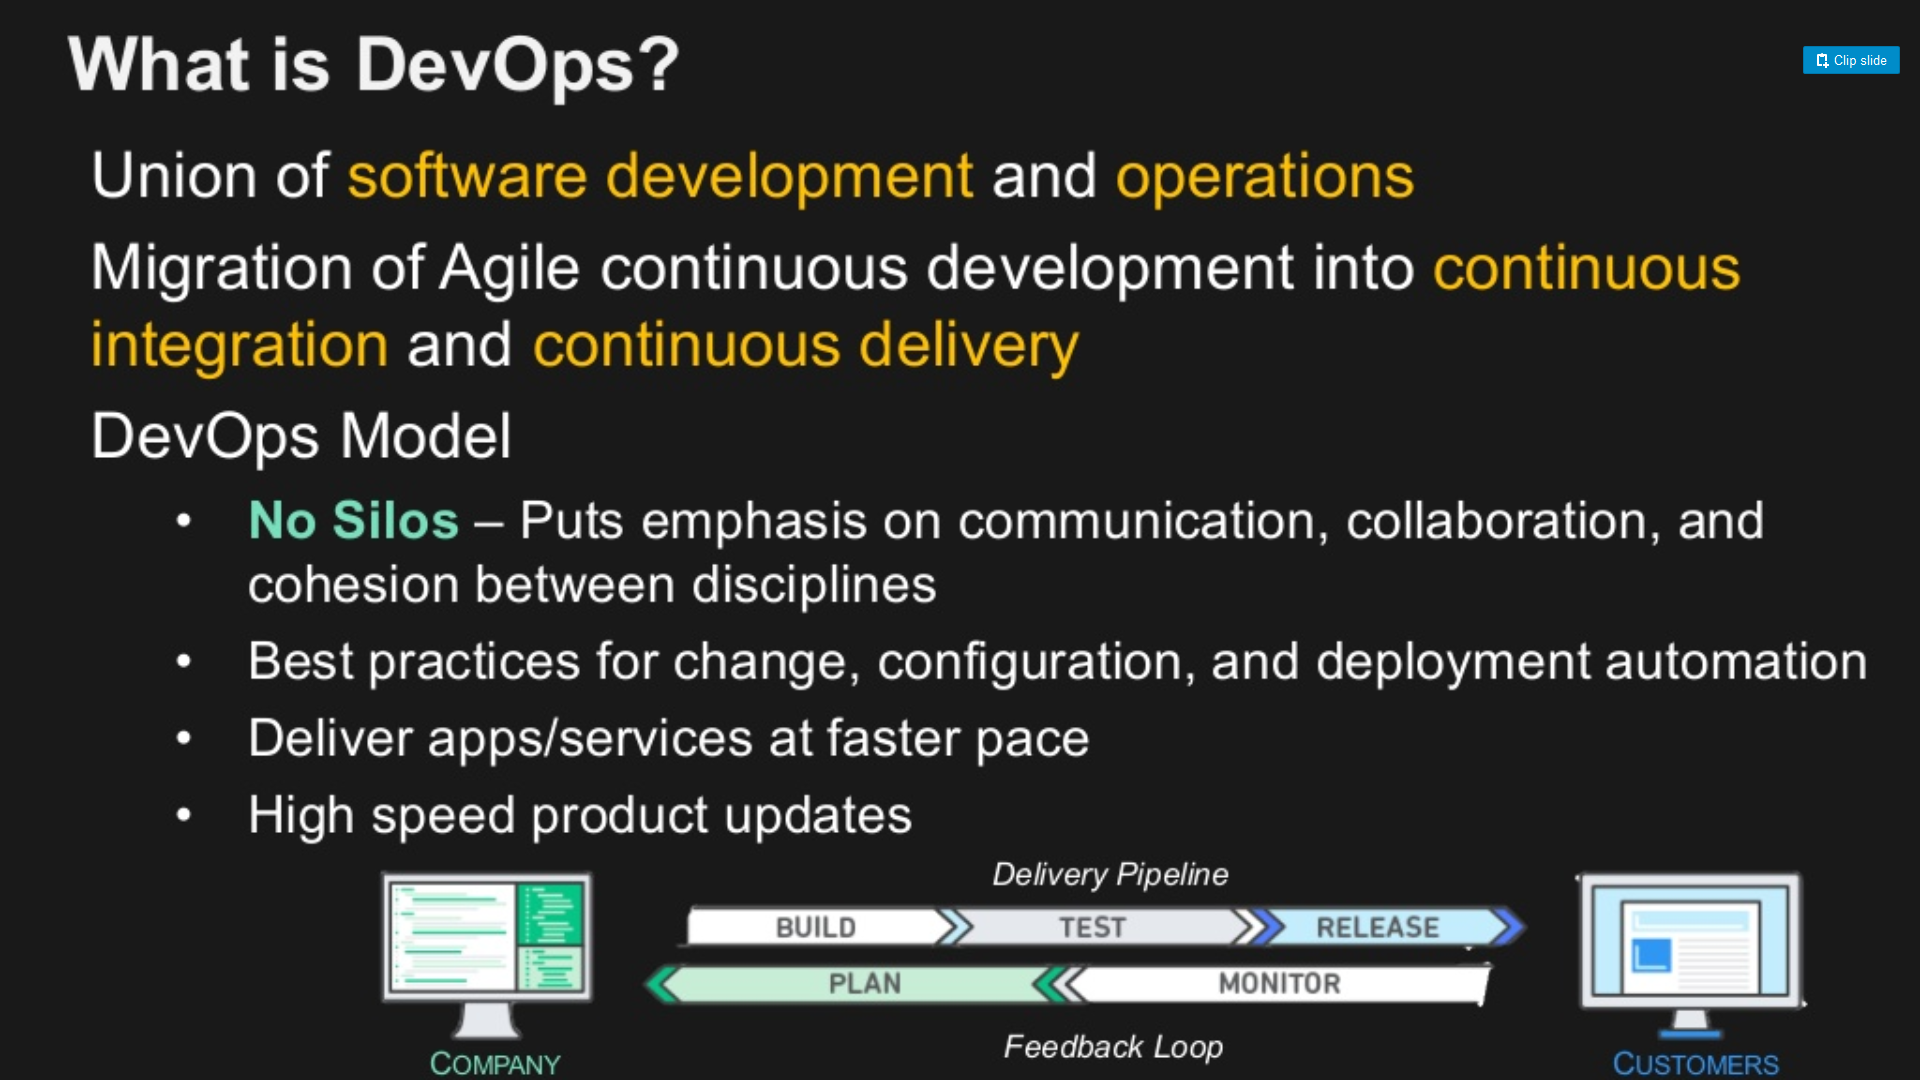 What is DevOps?
Clip slide
Union of software development and operations
Migration of Agile continuous development into continuous
integration and continuous delivery
DevOps Model
• No Silos – Puts emphasis on communication, collaboration, and
cohesion between disciplines
• Best practices for change, configuration, and deployment automation
• Deliver apps/services at faster pace
• High speed product updates
Delivery Pipeline
BUILD TEST RELEASE
PLAN MONITOR
Feedback Loop
COMPANY
CUSTOMERS